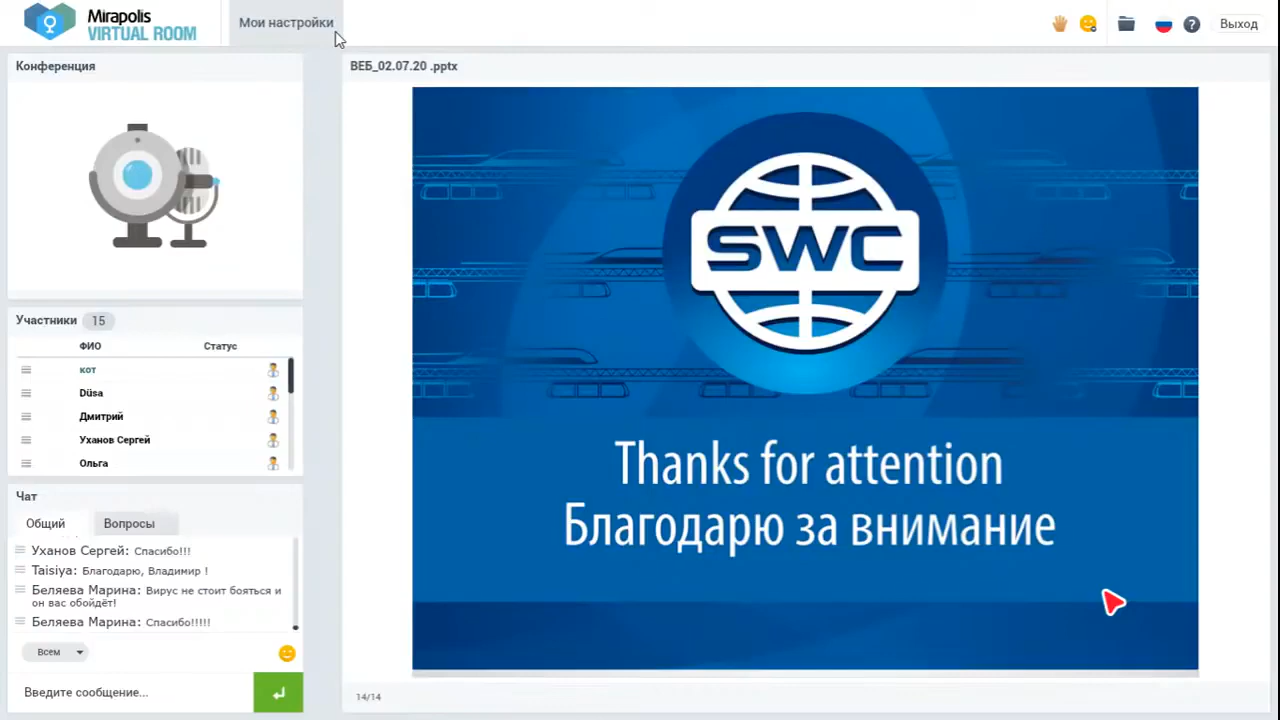 Mirapolis
VIRTUAL ROOM
Мои настройки
Выход
Конференция
ВЕБ_02.07.20 .pptx
SWC
Thanks for attention
Благодарю за внимание
14/14
Участники 15
ФИО Статус
кот
Düsa
Дмитрий
Уханов Сергей
Ольга
Чат
Общий Вопросы
Уханов Сергей: Спасибо!!!
Taisiya: Благодарю, Владимир !
Беляева Марина: Вирус не стоит бояться и
он вас обойдёт!
Беляева Марина: Спасибо!!!!!
Всем
Введите сообщение...